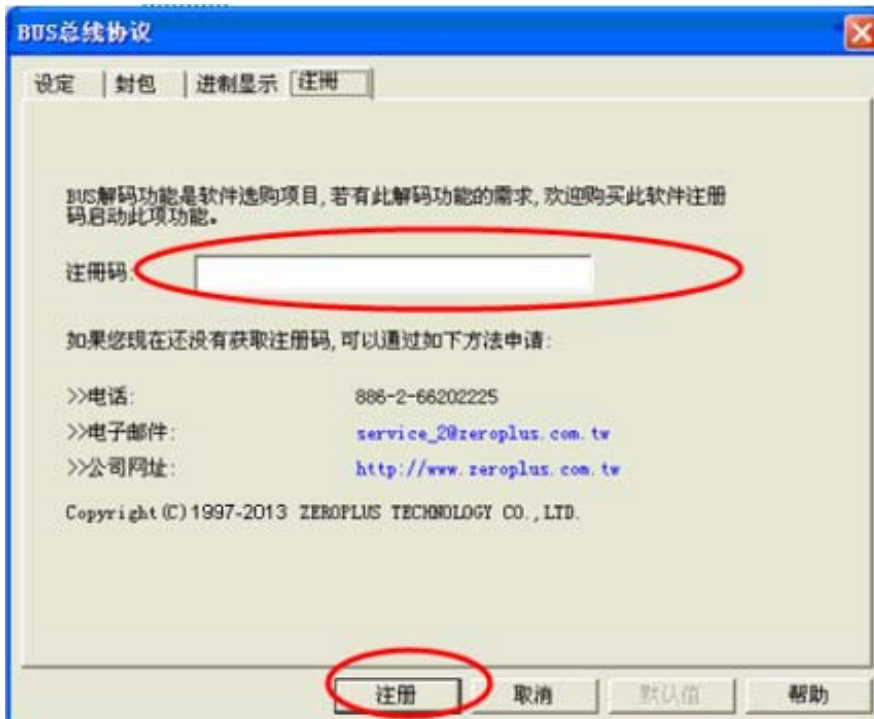 BUS总线协议
设定 封包 进制显示 注册
BUS解码功能是软件选购项目,若有此解码功能的需求,欢迎购买此软件注册
码启动此项功能。
注册码:
如果您现在还没有获取注册码,可以通过如下方法申请:
>>电话: 886-2-66202225
>>电子邮件: service_2@zeroplus.com.tw
>>公司网址: http://www.zeroplus.com.tw
Copyright(C)1997-2013 ZEROPLUS TECHNOLOGY CO.,LTD.
注册 取消 默认值 帮助